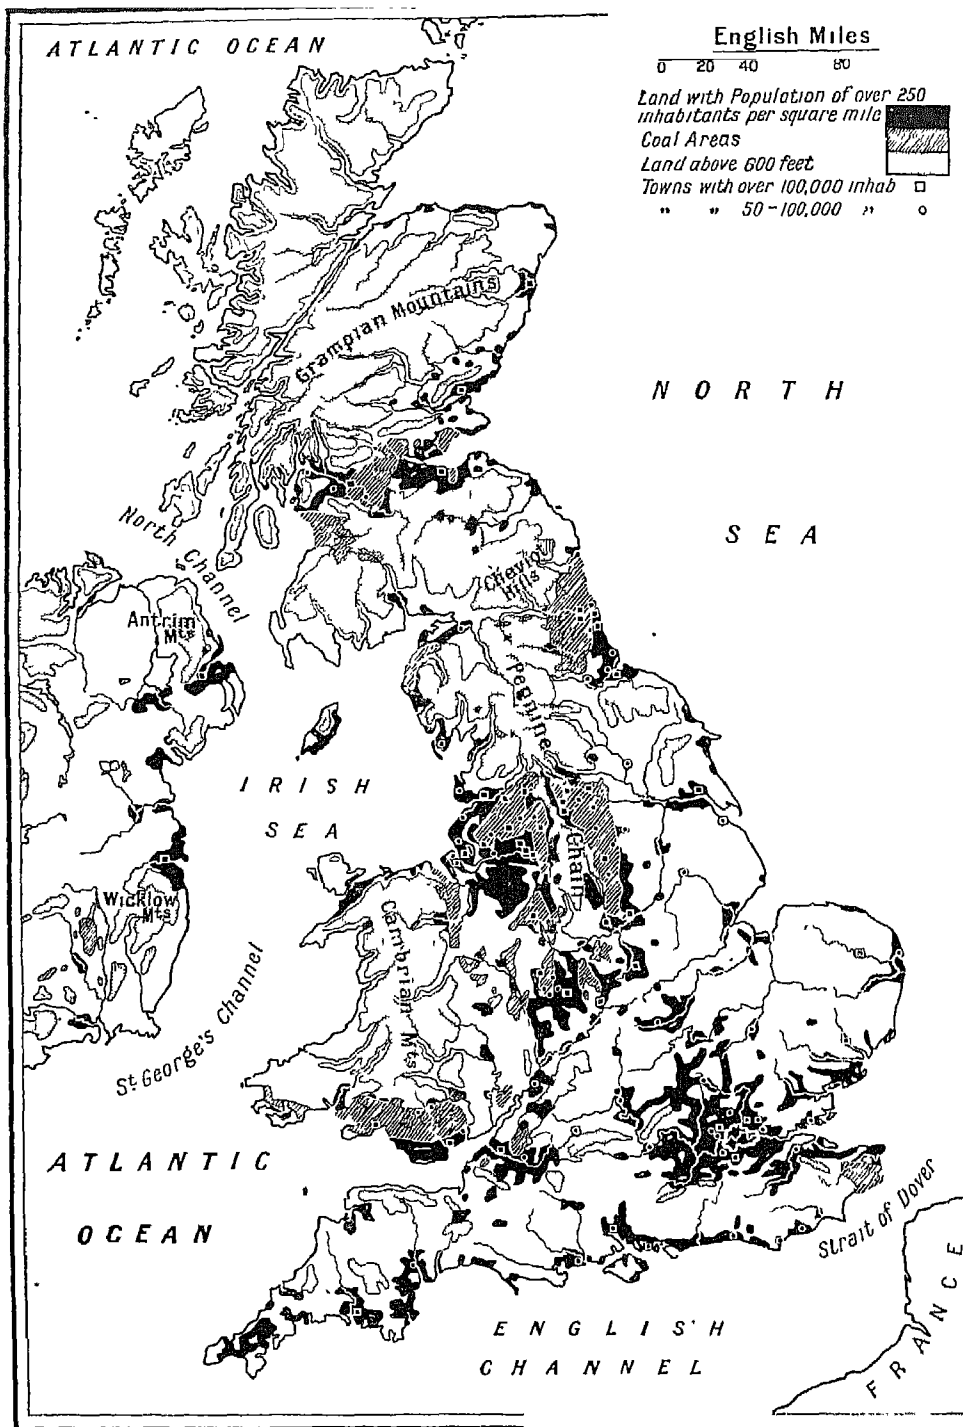 ATLANTIC OCEAN
English Miles
0 20 40 80
Land with Population of over 250
inhabitants per square mile
Coal Areas
Land above 600 feet
Towns with over 100,000 inhab
" " 50-100,000 "
Grampian Mountains
NORTH
SEA
North Channel
Cheviot
Hills
Antrim
Mts
Pennine
Chain
IRISH
SEA
Wicklow
Mts
Cambrian Mts
St. George's Channel
ATLANTIC
OCEAN
Strait of Dover
ENGLISH
CHANNEL
FRANCE